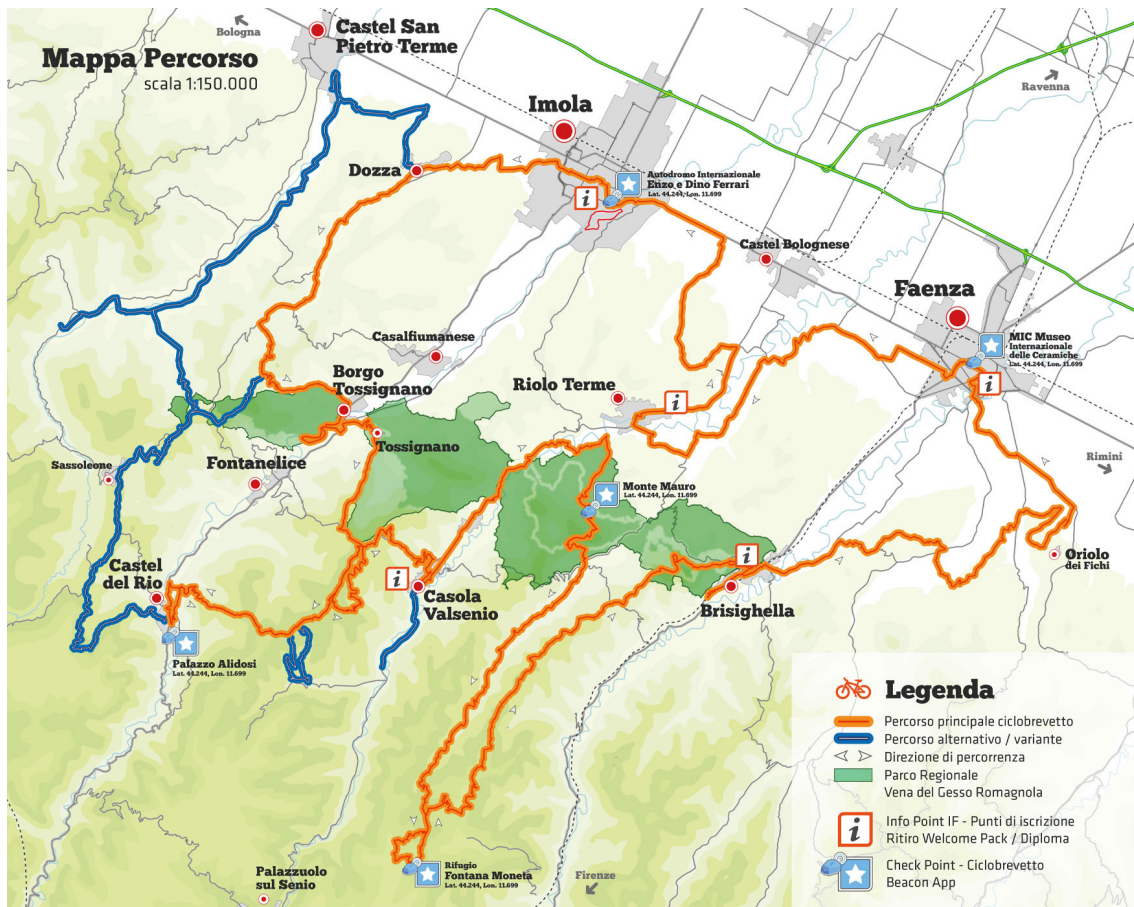 Mappa Percorso
scala 1:150.000
Bologna
Castel San
Pietro Terme
Imola
Ravenna
Dozza
Autodromo Internazionale
Enzo e Dino Ferrari
Lat. 44.244, Lon. 11.699
i
Castel Bolognese
Faenza
MIC Museo
Internazionale
delle Ceramiche
Lat. 44.244, Lon. 11.699
i
Casalfiumanese
Borgo
Tossignano
Riolo Terme
i
Tossignano
Sassoleone
Fontanelice
Rimini
Monte Mauro
Lat. 44.244, Lon. 11.699
Castel
del Rio
i
Casola
Valsenio
i
Brisighella
Oriolo
dei Fichi
Palazzo Alidosi
Lat. 44.244, Lon. 11.699
Rifugio
Fontana Moneta
Lat. 44.244, Lon. 11.699
Palazzuolo
sul Senio
Firenze
Legenda
Percorso principale ciclobrevetto
Percorso alternativo / variante
Direzione di percorrenza
Parco Regionale
Vena del Gesso Romagnola
i
Info Point IF - Punti di iscrizione
Ritiro Welcome Pack / Diploma
Check Point - Ciclobrevetto
Beacon App